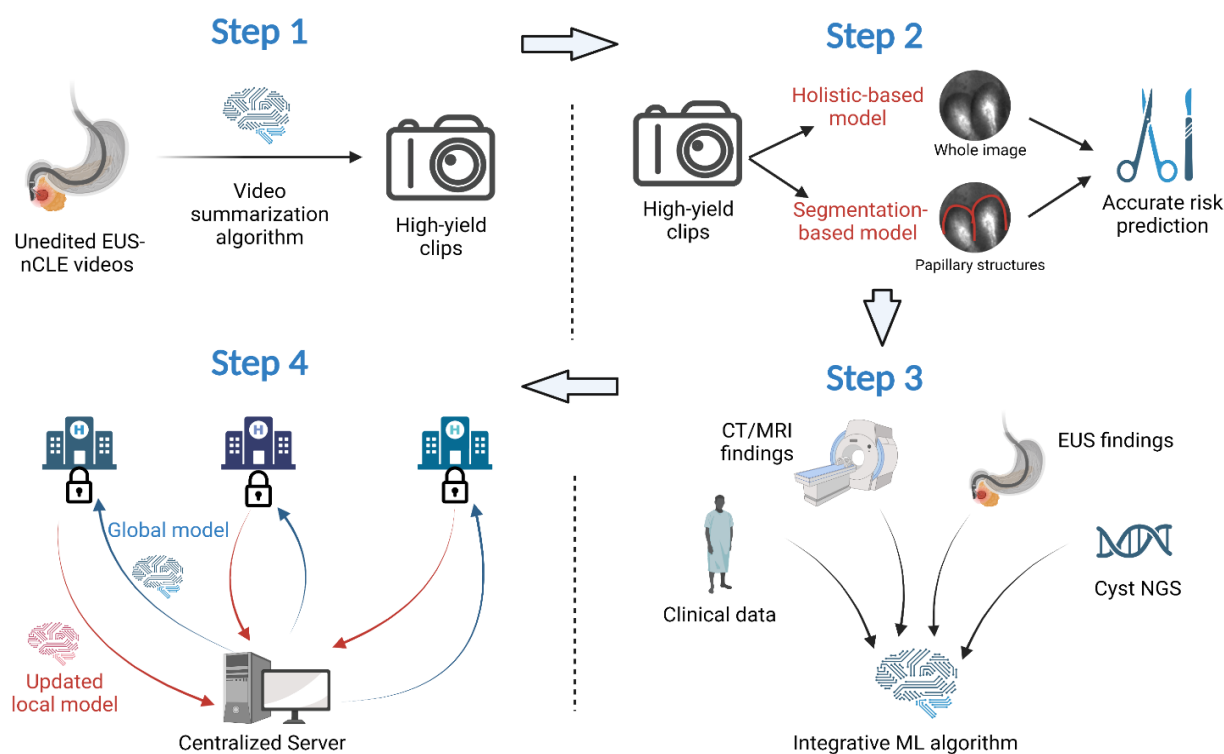 Step 1
Unedited EUS-
nCLE videos
Video
summarization
algorithm
High-yield
clips
Step 2
High-yield
clips
Holistic-based
model
Whole image
Segmentation-
based model
Papillary structures
Accurate risk
prediction
Step 3
Clinical data
CT/MRI
findings
EUS findings
Cyst NGS
Integrative ML algorithm
Step 4
H
H
H
Global model
Updated
local model
Centralized Server